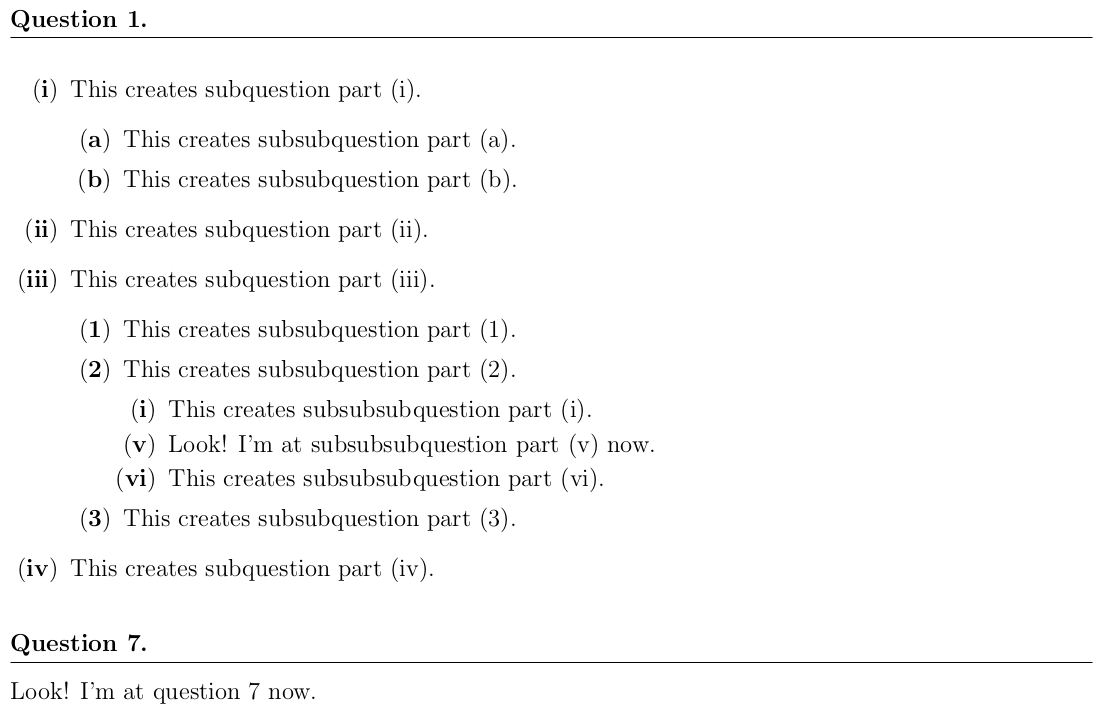 Question 1.
(i) This creates subquestion part (i).
(a) This creates subsubquestion part (a).
(b) This creates subsubquestion part (b).
(ii) This creates subquestion part (ii).
(iii) This creates subquestion part (iii).
(1) This creates subsubquestion part (1).
(2) This creates subsubquestion part (2).
(i) This creates subsubsubquestion part (i).
(v) Look! I'm at subsubsubquestion part (v) now.
(vi) This creates subsubsubquestion part (vi).
(3) This creates subsubquestion part (3).
(iv) This creates subquestion part (iv).
Question 7.
Look! I'm at question 7 now.